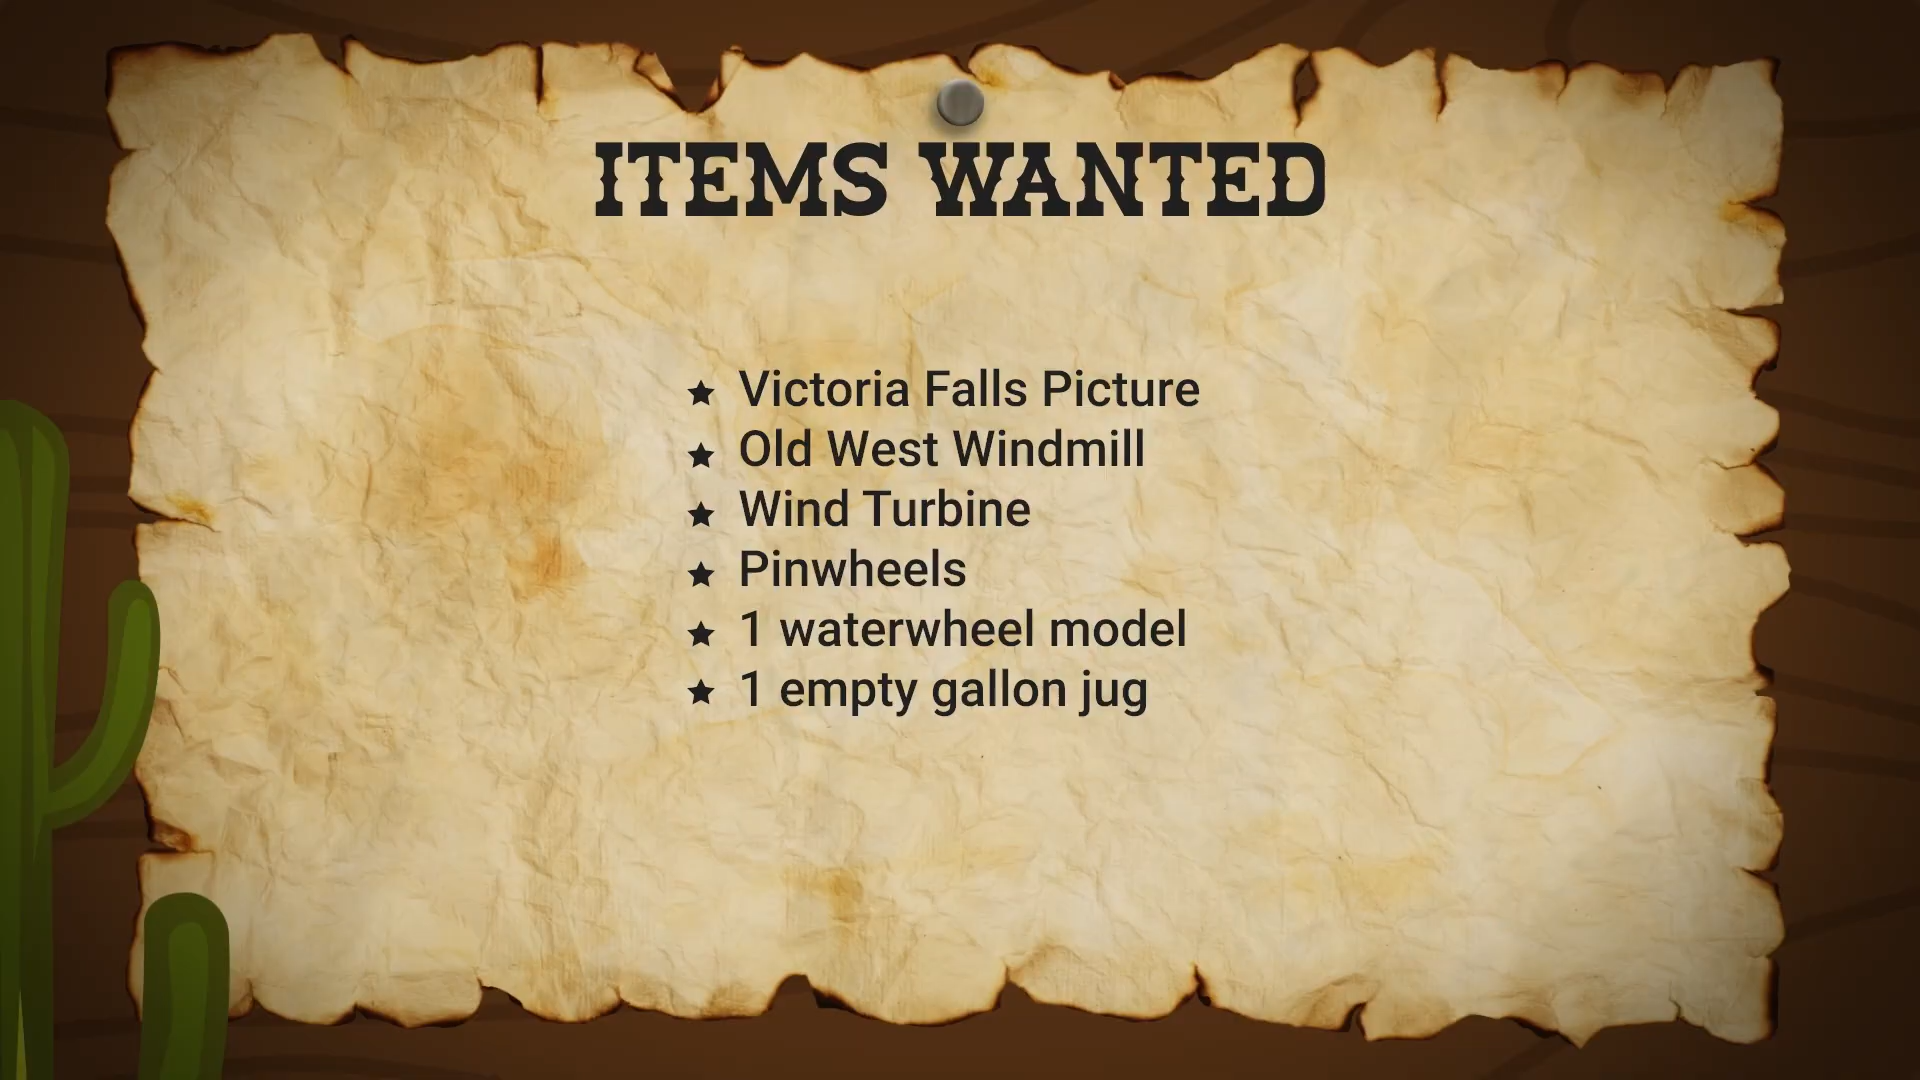 ITEMS WANTED
Victoria Falls Picture
Old West Windmill
Wind Turbine
Pinwheels
1 waterwheel model
1 empty gallon jug